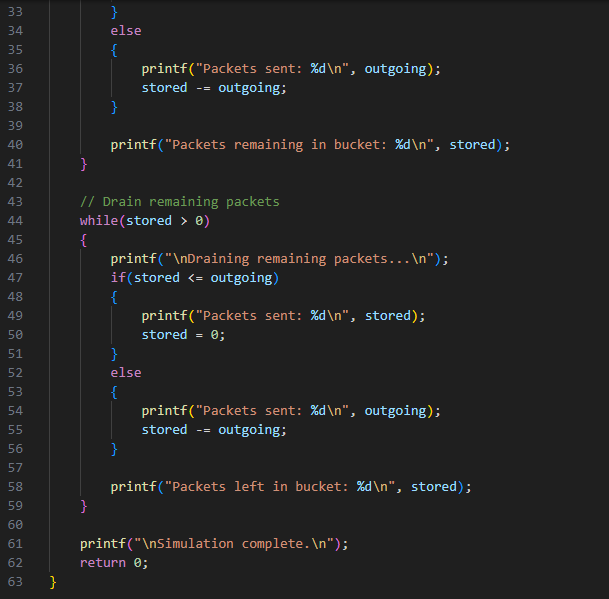 33 }
34 else
35 {
36 printf("Packets sent: %d\n", outgoing);
37 stored -= outgoing;
38 }
39
40 printf("Packets remaining in bucket: %d\n", stored);
41 }
42
43 // Drain remaining packets
44 while(stored > 0)
45 {
46 printf("\nDraining remaining packets...\n");
47 if(stored <= outgoing)
48 {
49 printf("Packets sent: %d\n", stored);
50 stored = 0;
51 }
52 else
53 {
54 printf("Packets sent: %d\n", outgoing);
55 stored -= outgoing;
56 }
57
58 printf("Packets left in bucket: %d\n", stored);
59 }
60
61 printf("\nSimulation complete.\n");
62 return 0;
63 }